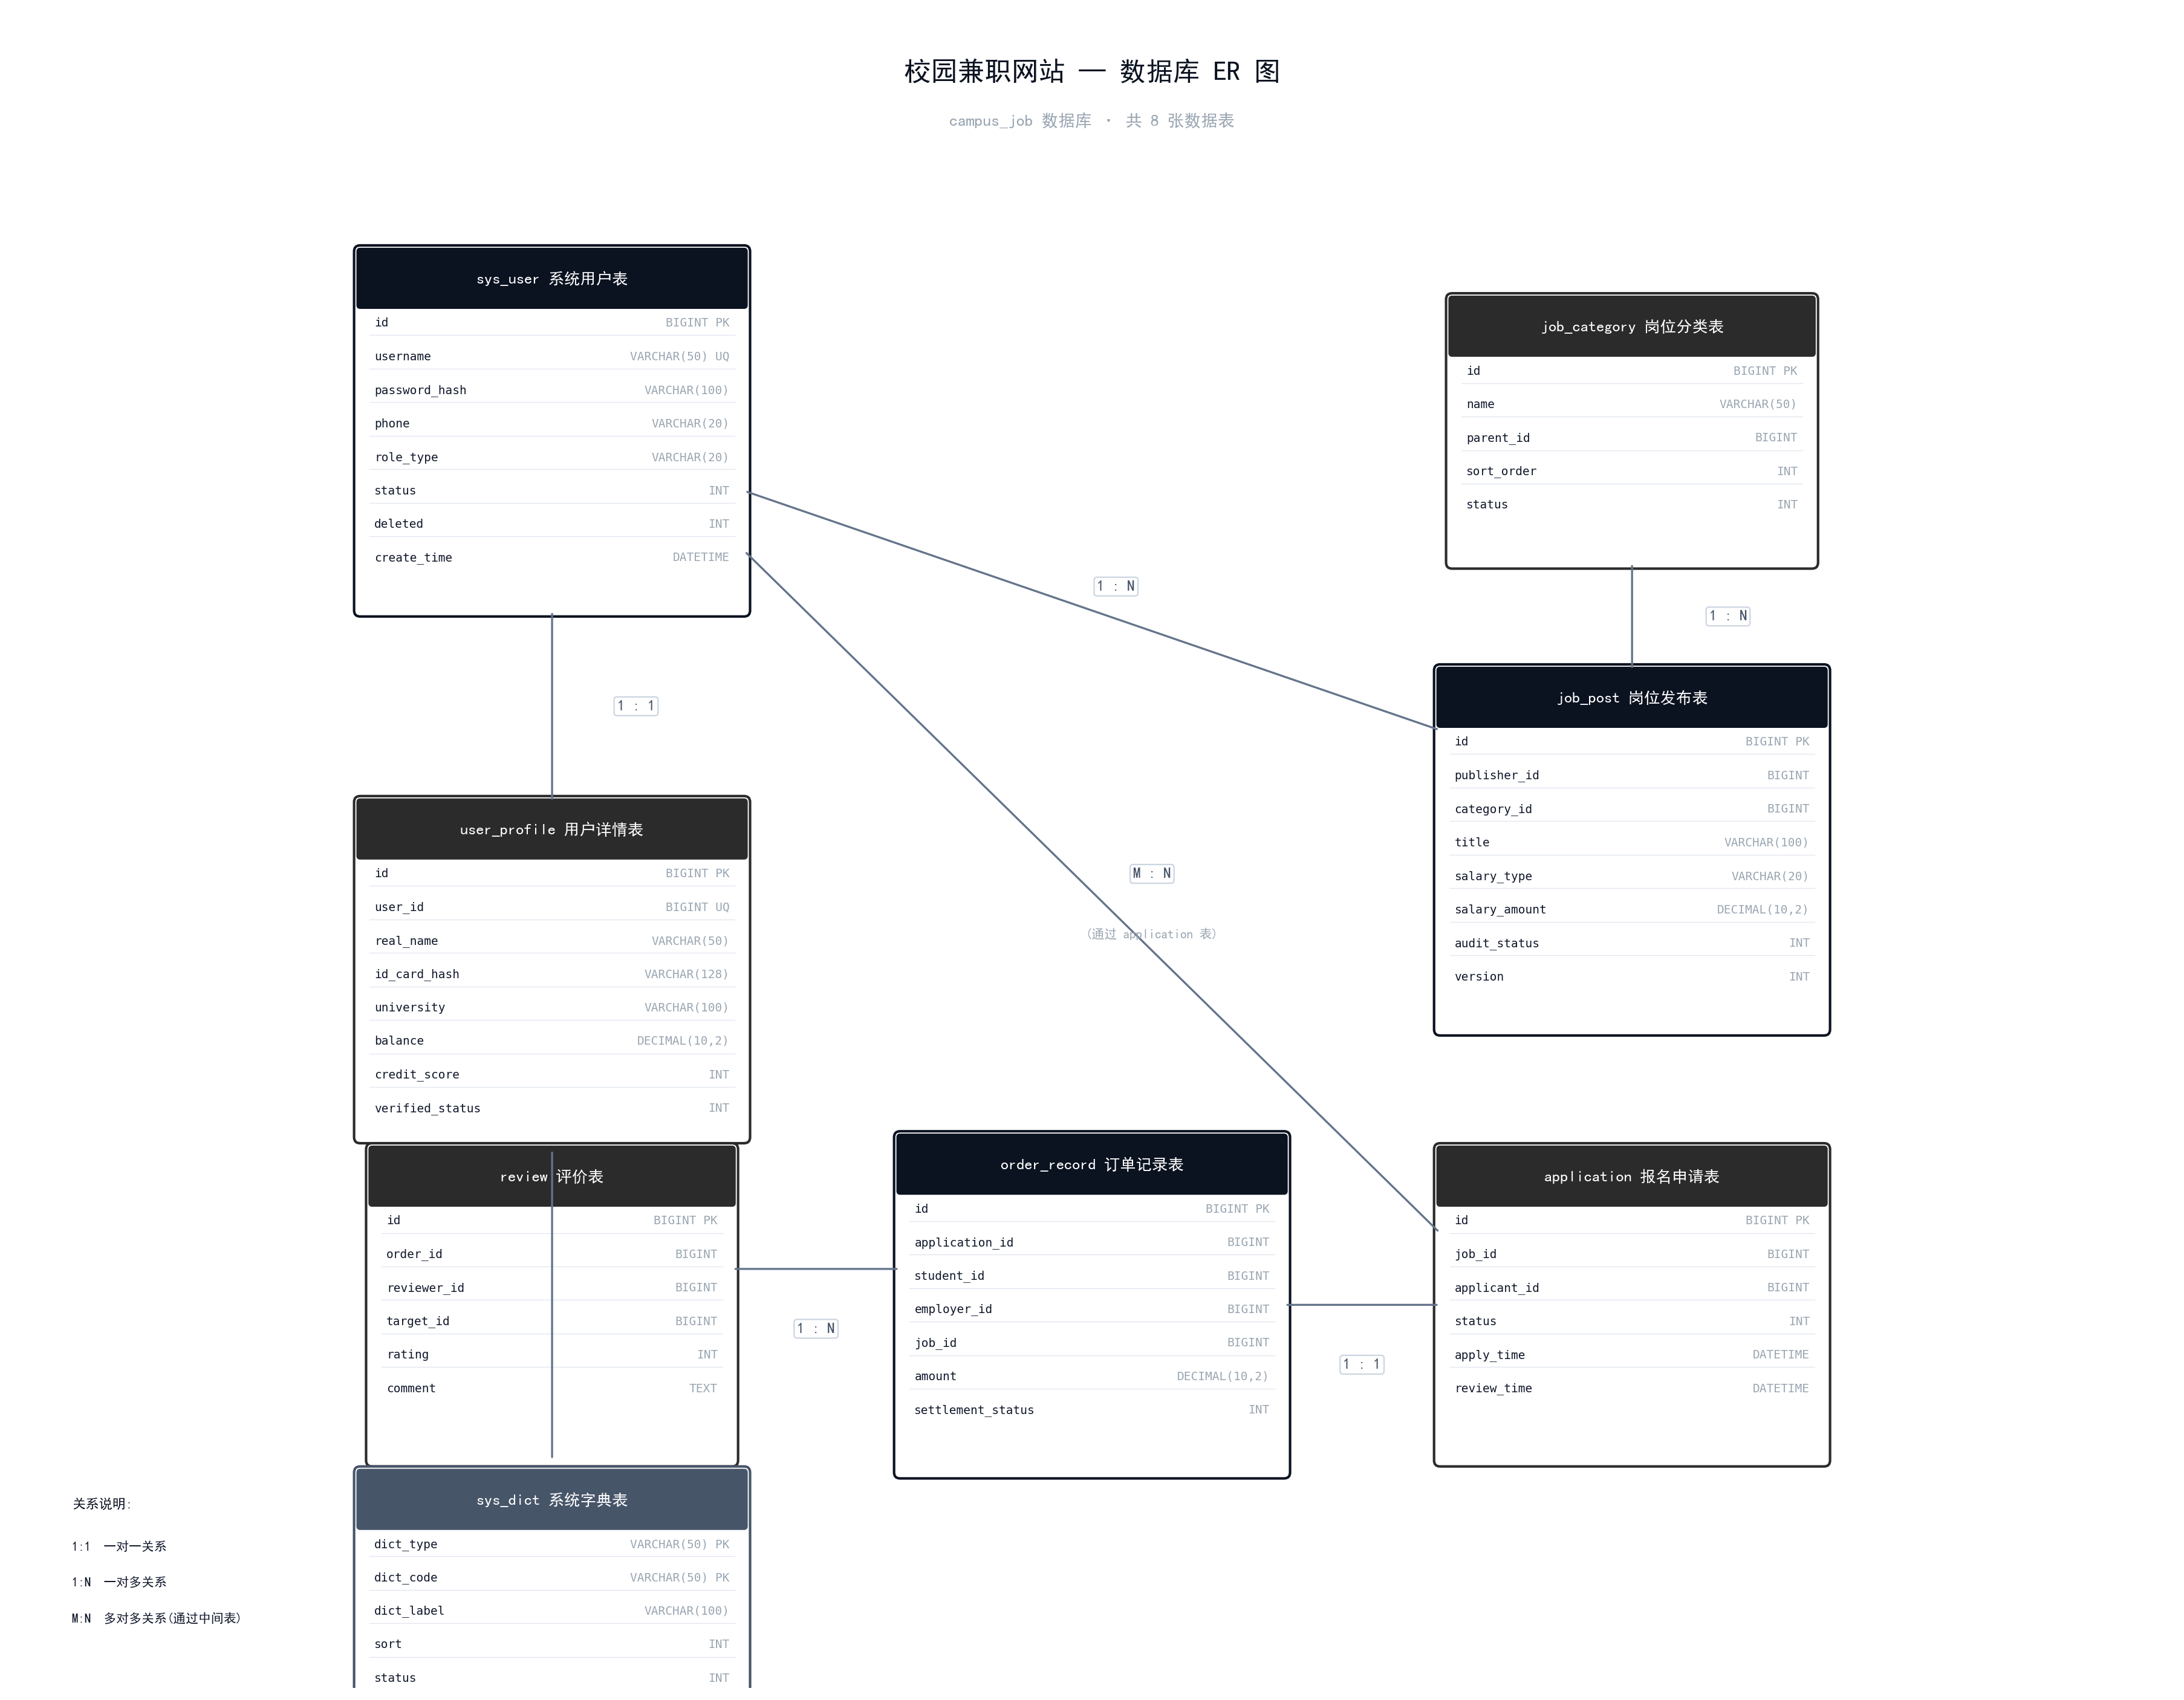 校园兼职网站 — 数据库 ER 图
campus_job 数据库 · 共 8 张数据表
sys_user 系统用户表
id BIGINT PK
username VARCHAR(50) UQ
password_hash VARCHAR(100)
phone VARCHAR(20)
role_type VARCHAR(20)
status INT
deleted INT
create_time DATETIME
job_category 岗位分类表
id BIGINT PK
name VARCHAR(50)
parent_id BIGINT
sort_order INT
status INT
1 : N
1 : N
1 : 1
job_post 岗位发布表
id BIGINT PK
publisher_id BIGINT
category_id BIGINT
title VARCHAR(100)
salary_type VARCHAR(20)
salary_amount DECIMAL(10,2)
audit_status INT
version INT
user_profile 用户详情表
id BIGINT PK
user_id BIGINT UQ
real_name VARCHAR(50)
id_card_hash VARCHAR(128)
university VARCHAR(100)
balance DECIMAL(10,2)
credit_score INT
verified_status INT
M : N
(通过 application 表)
review 评价表
id BIGINT PK
order_id BIGINT
reviewer_id BIGINT
target_id BIGINT
rating INT
comment TEXT
1 : N
order_record 订单记录表
id BIGINT PK
application_id BIGINT
student_id BIGINT
employer_id BIGINT
job_id BIGINT
amount DECIMAL(10,2)
settlement_status INT
1 : 1
application 报名申请表
id BIGINT PK
job_id BIGINT
applicant_id BIGINT
status INT
apply_time DATETIME
review_time DATETIME
sys_dict 系统字典表
dict_type VARCHAR(50) PK
dict_code VARCHAR(50) PK
dict_label VARCHAR(100)
sort INT
status INT
关系说明:
1:1 一对一关系
1:N 一对多关系
M:N 多对多关系(通过中间表)